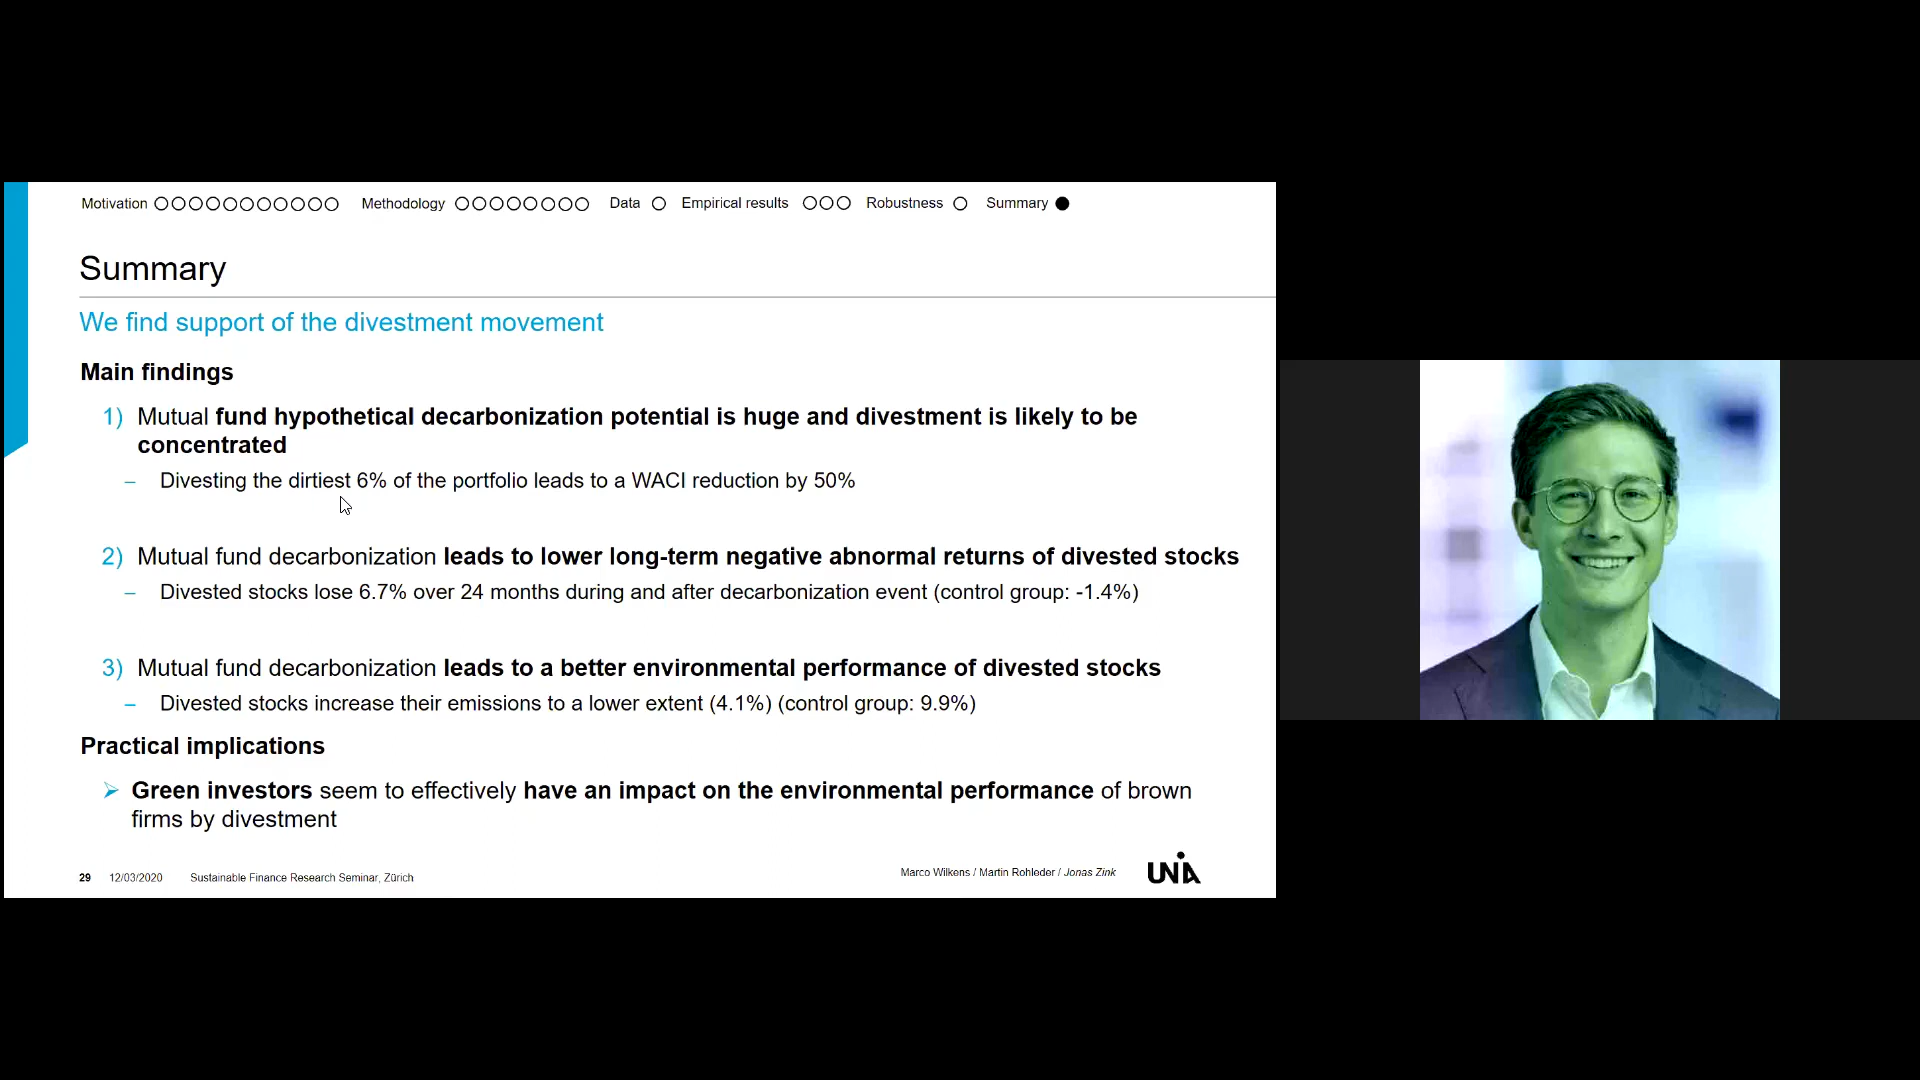 Motivation Methodology Data Empirical results Robustness Summary
Summary
We find support of the divestment movement
Main findings
1) Mutual fund hypothetical decarbonization potential is huge and divestment is likely to be
concentrated
– Divesting the dirtiest 6% of the portfolio leads to a WACI reduction by 50%
2) Mutual fund decarbonization leads to lower long-term negative abnormal returns of divested stocks
– Divested stocks lose 6.7% over 24 months during and after decarbonization event (control group: -1.4%)
3) Mutual fund decarbonization leads to a better environmental performance of divested stocks
– Divested stocks increase their emissions to a lower extent (4.1%) (control group: 9.9%)
Practical implications
➢ Green investors seem to effectively have an impact on the environmental performance of brown
firms by divestment
29 12/03/2020 Sustainable Finance Research Seminar, Zürich Marco Wilkens / Martin Rohleder / Jonas Zink UNIA